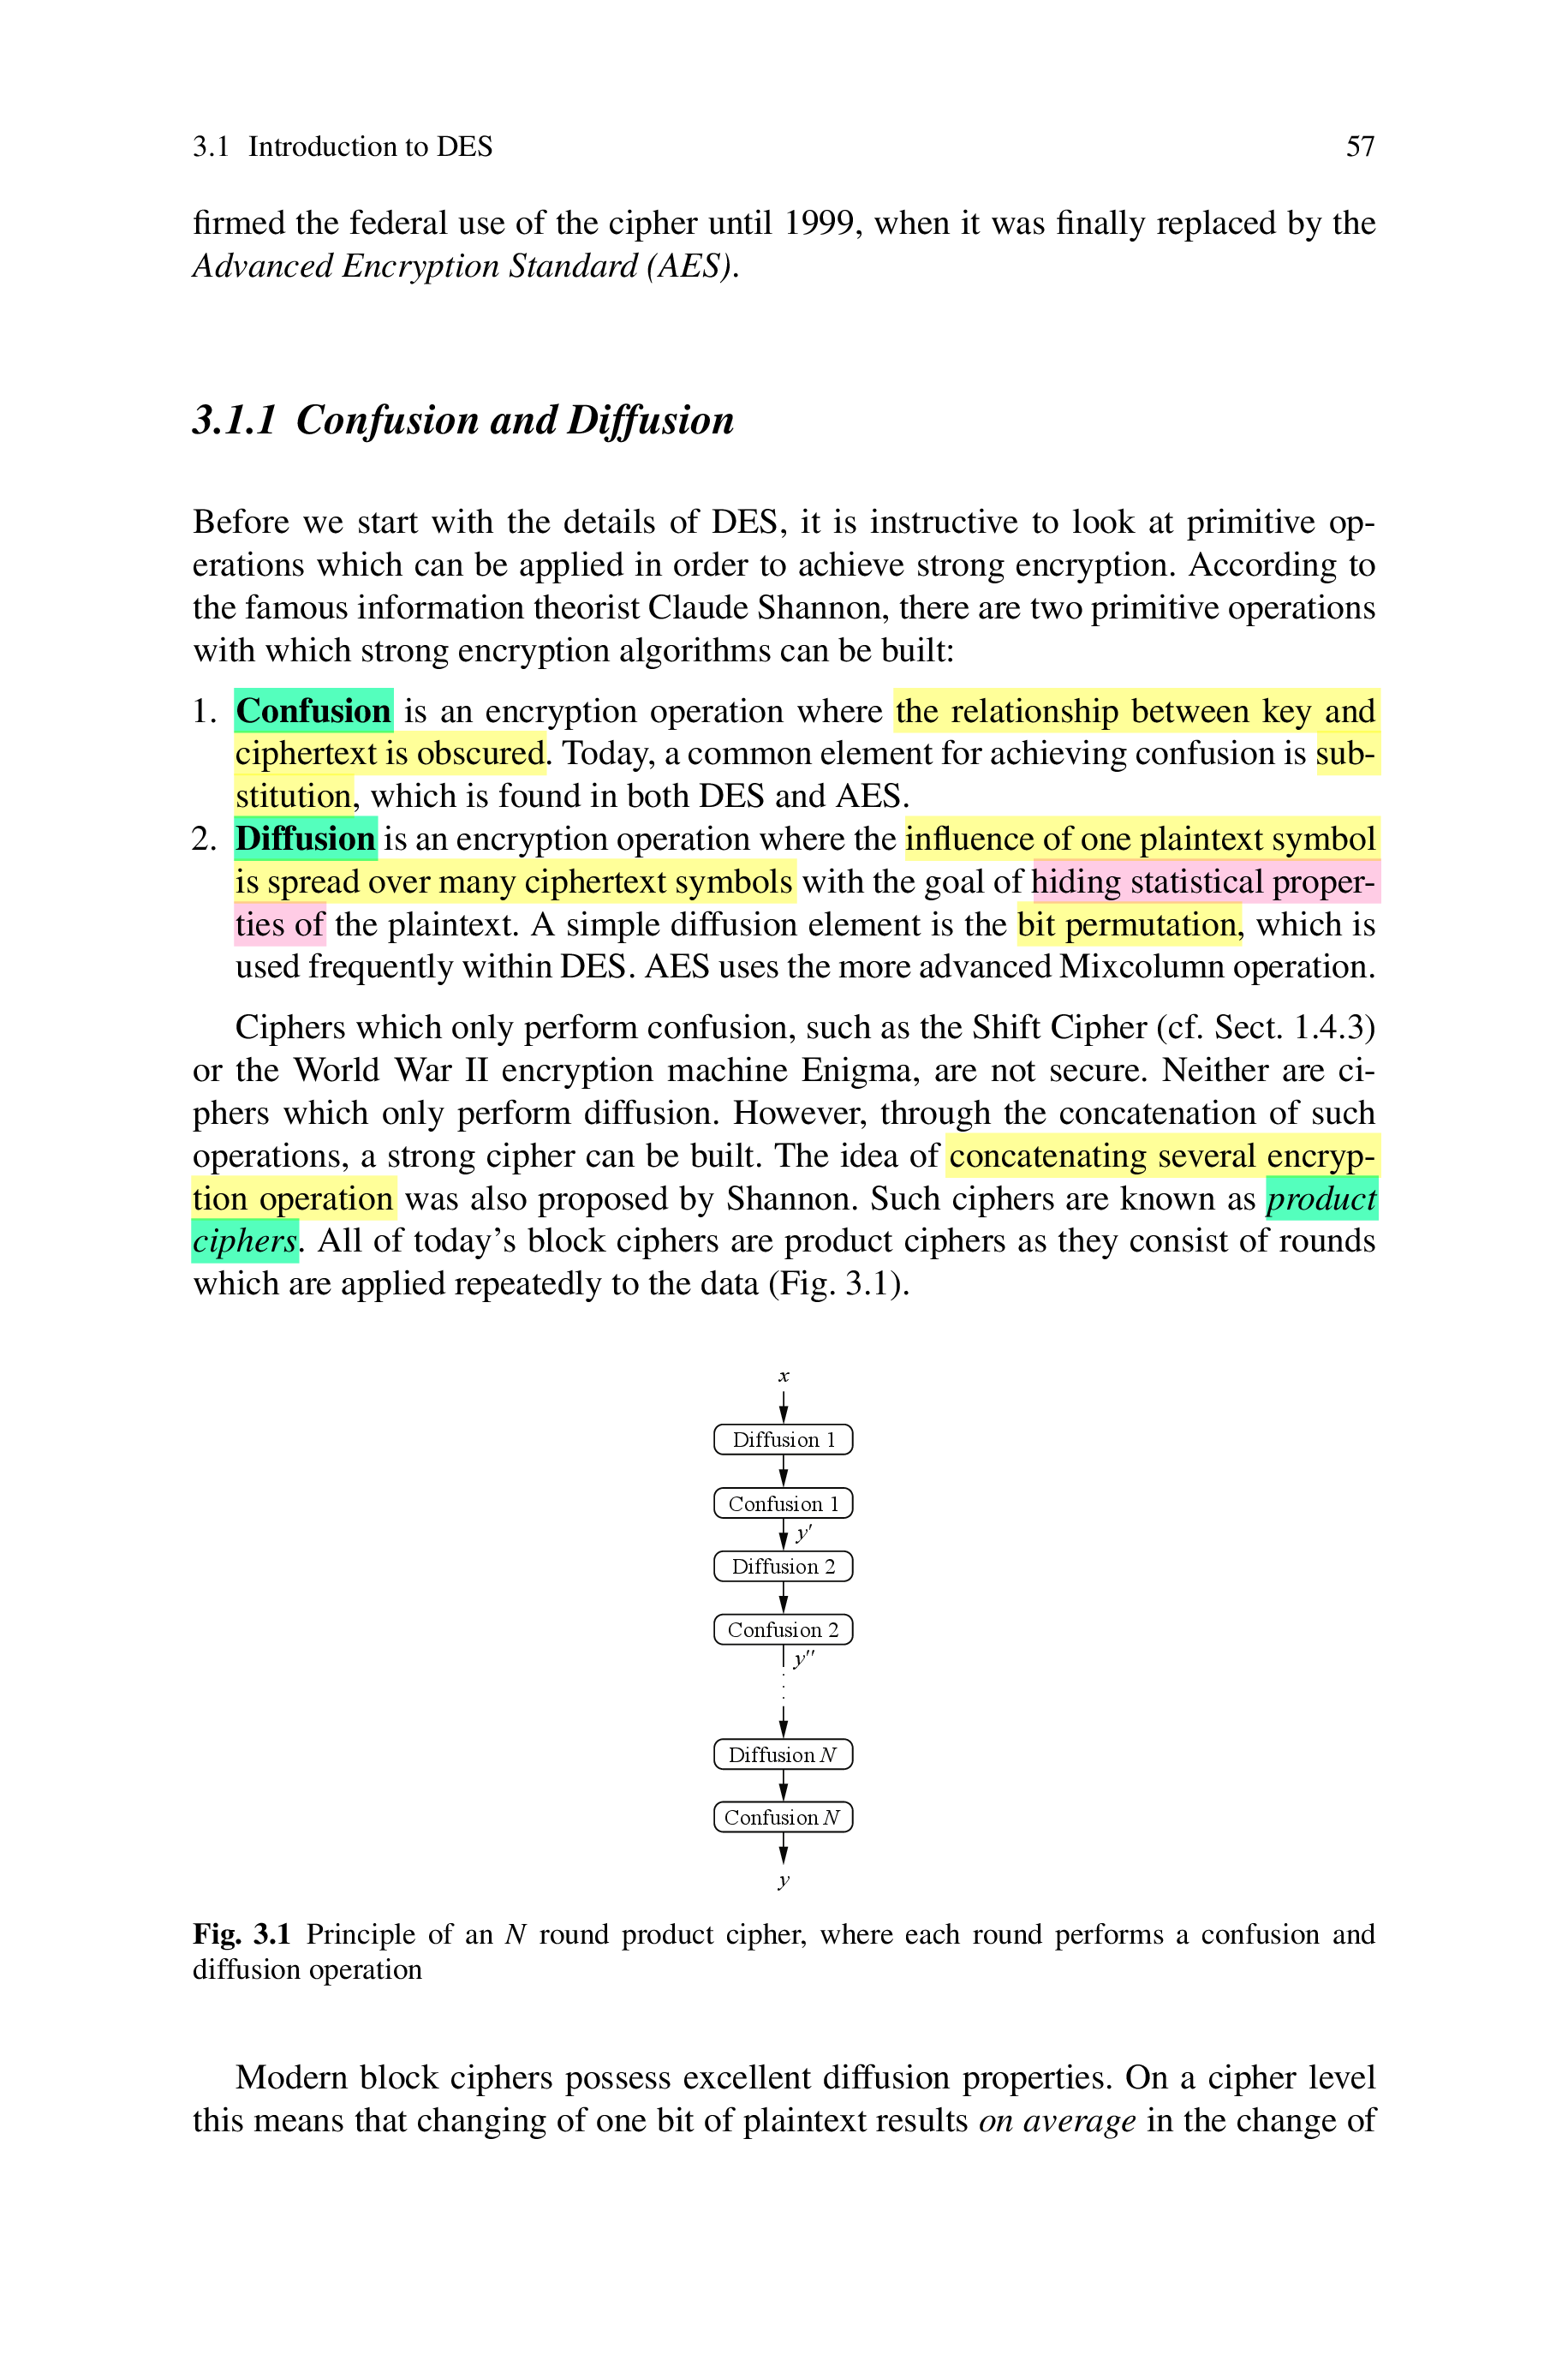 3.1 Introduction to DES 57
firmed the federal use of the cipher until 1999, when it was finally replaced by the
Advanced Encryption Standard (AES).
3.1.1 Confusion and Diffusion
Before we start with the details of DES, it is instructive to look at primitive op-
erations which can be applied in order to achieve strong encryption. According to
the famous information theorist Claude Shannon, there are two primitive operations
with which strong encryption algorithms can be built:
1. Confusion is an encryption operation where the relationship between key and
ciphertext is obscured. Today, a common element for achieving confusion is sub-
stitution, which is found in both DES and AES.
2. Diffusion is an encryption operation where the influence of one plaintext symbol
is spread over many ciphertext symbols with the goal of hiding statistical proper-
ties of the plaintext. A simple diffusion element is the bit permutation, which is
used frequently within DES. AES uses the more advanced Mixcolumn operation.
Ciphers which only perform confusion, such as the Shift Cipher (cf. Sect. 1.4.3)
or the World War II encryption machine Enigma, are not secure. Neither are ci-
phers which only perform diffusion. However, through the concatenation of such
operations, a strong cipher can be built. The idea of concatenating several encryp-
tion operation was also proposed by Shannon. Such ciphers are known as product
ciphers. All of today's block ciphers are product ciphers as they consist of rounds
which are applied repeatedly to the data (Fig. 3.1).
x
Diffusion 1
Confusion 1
y′
Diffusion 2
Confusion 2
y′′
Diffusion N
Confusion N
y
Fig. 3.1 Principle of an N round product cipher, where each round performs a confusion and
diffusion operation
Modern block ciphers possess excellent diffusion properties. On a cipher level
this means that changing of one bit of plaintext results on average in the change of